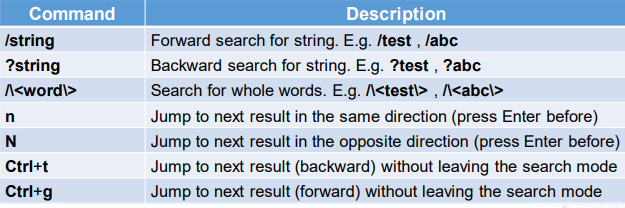 Command Description
/string Forward search for string. E.g. /test , /abc
?string Backward search for string. E.g. ?test , ?abc
/\<word\> Search for whole words. E.g. /\<test\> , /\<abc\>
n Jump to next result in the same direction (press Enter before)
N Jump to next result in the opposite direction (press Enter before)
Ctrl+t Jump to next result (backward) without leaving the search mode
Ctrl+g Jump to next result (forward) without leaving the search mode